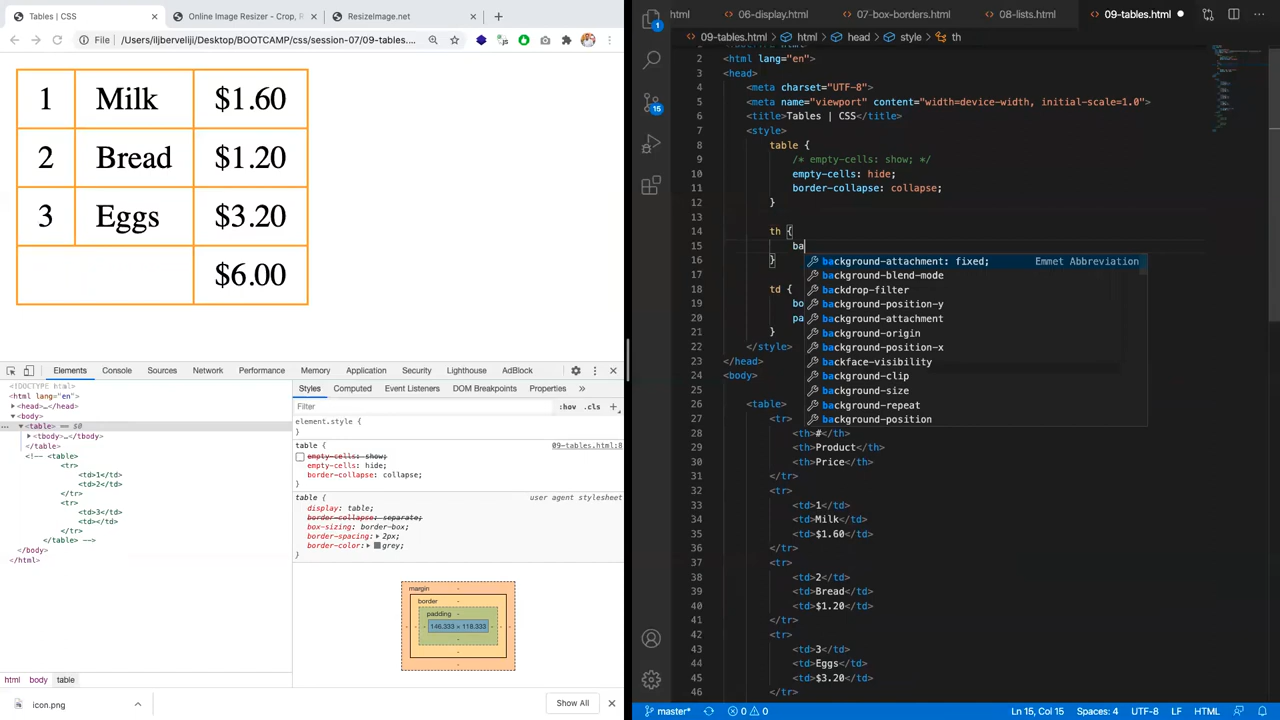 Tables | CSS
Online Image Resizer - Crop, R
ResizeImage.net
File
/Users/iljberveliji/Desktop/BOOTCAMP/css/session-07/09-tables....
1 Milk $1.60
2 Bread $1.20
3 Eggs $3.20
$6.00
Elements Console Sources Network Performance Memory Application Security Lighthouse AdBlock
<!DOCTYPE html>
<html lang="en">
<head>…</head>
<body>
<table> == $0
<tbody>…</tbody>
</table>
<!-- <table>
<tr>
<td>1</td>
<td>2</td>
</tr>
<tr>
<td>3</td>
<td></td>
</tr>
</table> -->
</body>
</html>
html body table
Styles Computed Event Listeners DOM Breakpoints Properties »
Filter :hov .cls +
element.style {
}
table { 09-tables.html:8
empty-cells: show;
empty-cells: hide;
border-collapse: collapse;
}
table { user agent stylesheet
display: table;
border-collapse: separate;
box-sizing: border-box;
border-spacing: 2px;
border-color: grey;
}
margin -
border -
padding -
146.333 × 118.333
icon.png
Show All
html 06-display.html 07-box-borders.html 08-lists.html 09-tables.html
09-tables.html > html > head > style > th
2 <html lang="en">
3 <head>
4 <meta charset="UTF-8">
5 <meta name="viewport" content="width=device-width, initial-scale=1.0">
6 <title>Tables | CSS</title>
7 <style>
8 table {
9 /* empty-cells: show; */
10 empty-cells: hide;
11 border-collapse: collapse;
12 }
13
14 th {
15 ba
16 }
17
18 td {
19 bo
20 pa
21 }
22 </style>
23 </head>
24 <body>
25
26 <table>
27 <tr>
28 <th>#</th>
29 <th>Product</th>
30 <th>Price</th>
31 </tr>
32 <tr>
33 <td>1</td>
34 <td>Milk</td>
35 <td>$1.60</td>
36 </tr>
37 <tr>
38 <td>2</td>
39 <td>Bread</td>
40 <td>$1.20</td>
41 </tr>
42 <tr>
43 <td>3</td>
44 <td>Eggs</td>
45 <td>$3.20</td>
46 </tr>
background-attachment: fixed; Emmet Abbreviation
background-blend-mode
backdrop-filter
background-position-y
background-attachment
background-origin
background-position-x
backface-visibility
background-clip
background-size
background-repeat
background-position
1
15
master* 0 0 Ln 15, Col 15 Spaces: 4 UTF-8 LF HTML